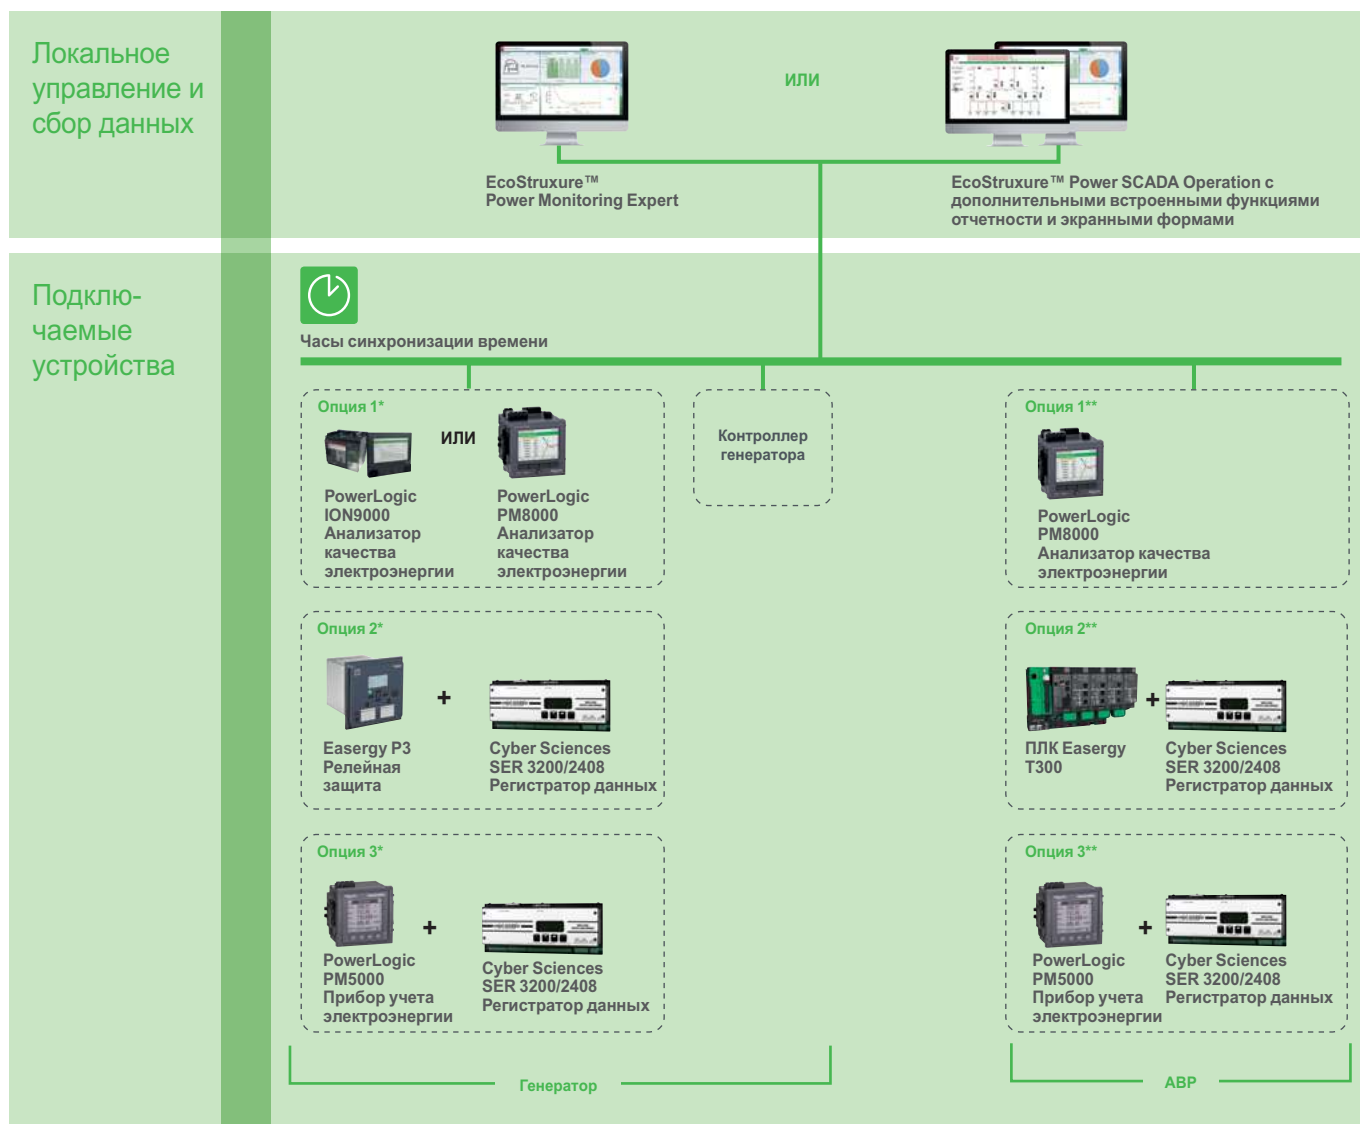 Локальное
управление и
сбор данных
ИЛИ
EcoStruxure™
Power Monitoring Expert
EcoStruxure™ Power SCADA Operation с
дополнительными встроенными функциями
отчетности и экранными формами
Подклю-
чаемые
устройства
Часы синхронизации времени
Опция 1*
ИЛИ
PowerLogic
ION9000
Анализатор
качества
электроэнергии
PowerLogic
PM8000
Анализатор
качества
электроэнергии
Контроллер
генератора
Опция 1**
PowerLogic
PM8000
Анализатор качества
электроэнергии
Опция 2*
+
Easergy P3
Релейная
защита
Cyber Sciences
SER 3200/2408
Регистратор данных
Опция 2**
+
ПЛК Easergy
T300
Cyber Sciences
SER 3200/2408
Регистратор данных
Опция 3*
+
PowerLogic
PM5000
Прибор учета
электроэнергии
Cyber Sciences
SER 3200/2408
Регистратор данных
Опция 3**
+
PowerLogic
PM5000
Прибор учета
электроэнергии
Cyber Sciences
SER 3200/2408
Регистратор данных
Генератор
АВР